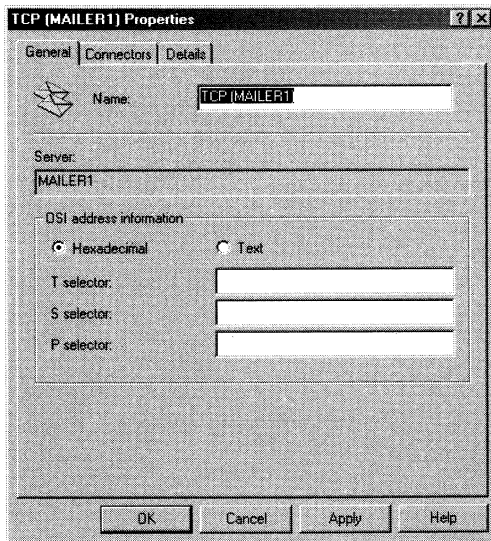 TCP (MAILER1) Properties
General Connectors Details
Name: TCP (MAILER1)
Server:
MAILER1
OSI address information
Hexadecimal Text
T selector:
S selector:
P selector:
OK Cancel Apply Help